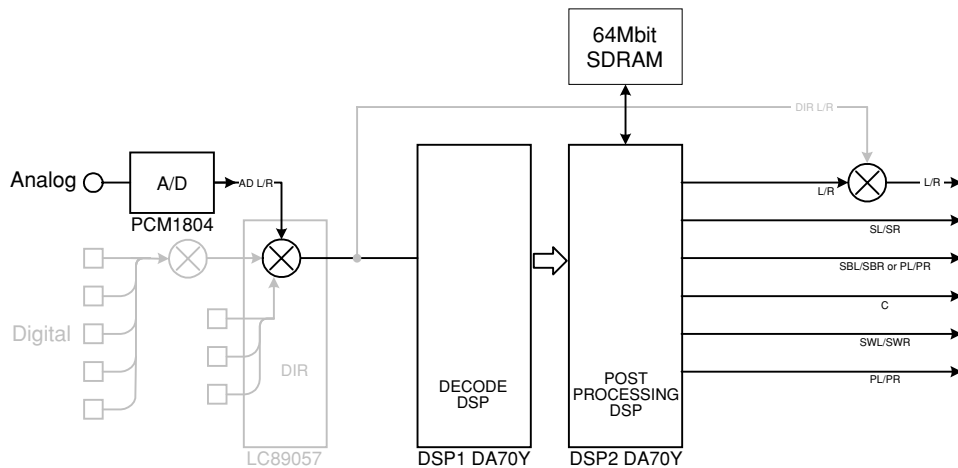 64Mbit
SDRAM
DIR L/R
Analog
A/D
AD L/R
L/R
L/R
PCM1804
SL/SR
SBL/SBR or PL/PR
C
Digital
SWL/SWR
DIR
DECODE
DSP
POST
PROCESSING
DSP
PL/PR
LC89057
DSP1 DA70Y
DSP2 DA70Y